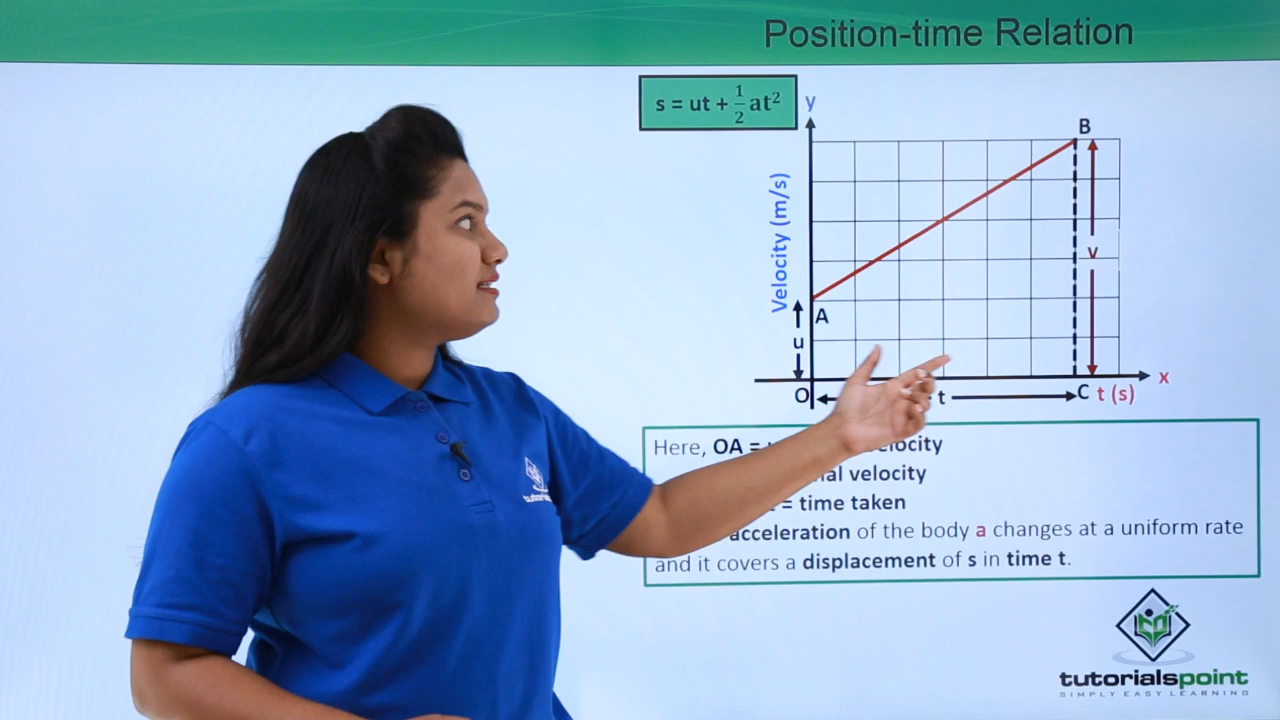 Position-time Relation
s = ut + 1/2 at²
y
B
Velocity (m/s)
v
A
u
O
t
C t (s)
x
Here, OA =
velocity
velocity
= time taken
acceleration of the body a changes at a uniform rate
and it covers a displacement of s in time t.
tutorialspoint
SIMPLY EASY LEARNING